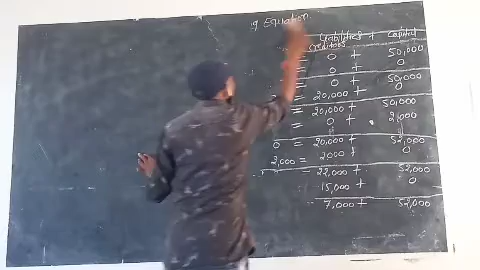 g Equation
Liabilities + Capital
Creditors
0 + 50,000
= 0 + 0
= 0 + 50,000
= 20,000 + 0
= 20,000 + 50,000
= 0 + 2,000
0 = 20,000 + 52,000
2,000 = 2000 + 0
= 22,000 + 52,000
15,000 + 0
7,000 + 52,000